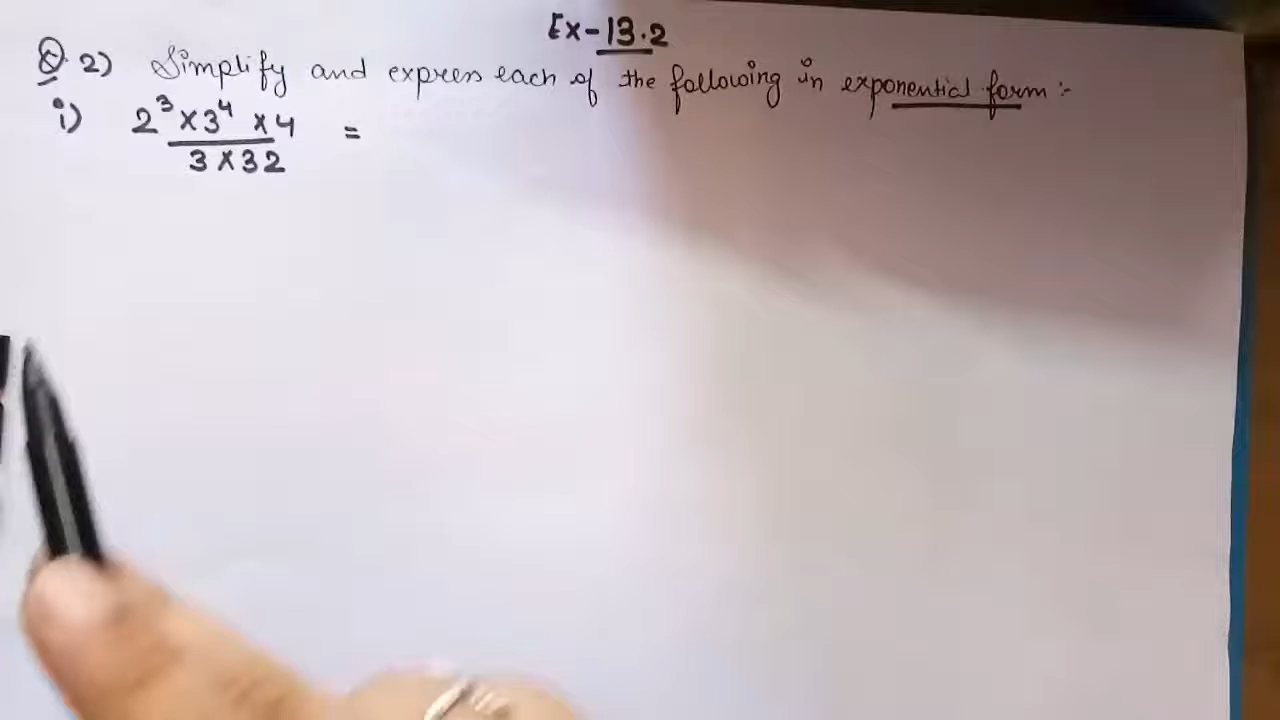 Ex-13.2
Q.2) Simplify and express each of the following in exponential form :-
i) 2³×3⁴×4 =
3×32